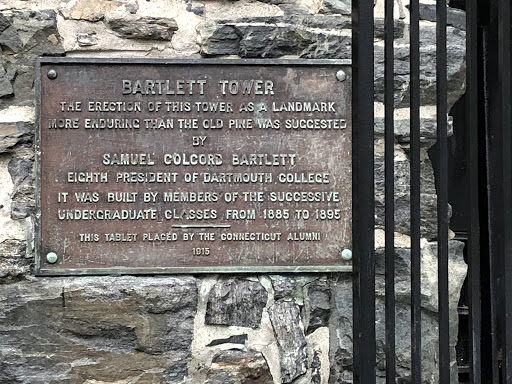 BARTLETT TOWER
THE ERECTION OF THIS TOWER AS A LANDMARK
MORE ENDURING THAN THE OLD PINE WAS SUGGESTED
BY
SAMUEL COLCORD BARTLETT
EIGHTH PRESIDENT OF DARTMOUTH COLLEGE
IT WAS BUILT BY MEMBERS OF THE SUCCESSIVE
UNDERGRADUATE CLASSES FROM 1885 TO 1895
THIS TABLET PLACED BY THE CONNECTICUT ALUMNI
1915